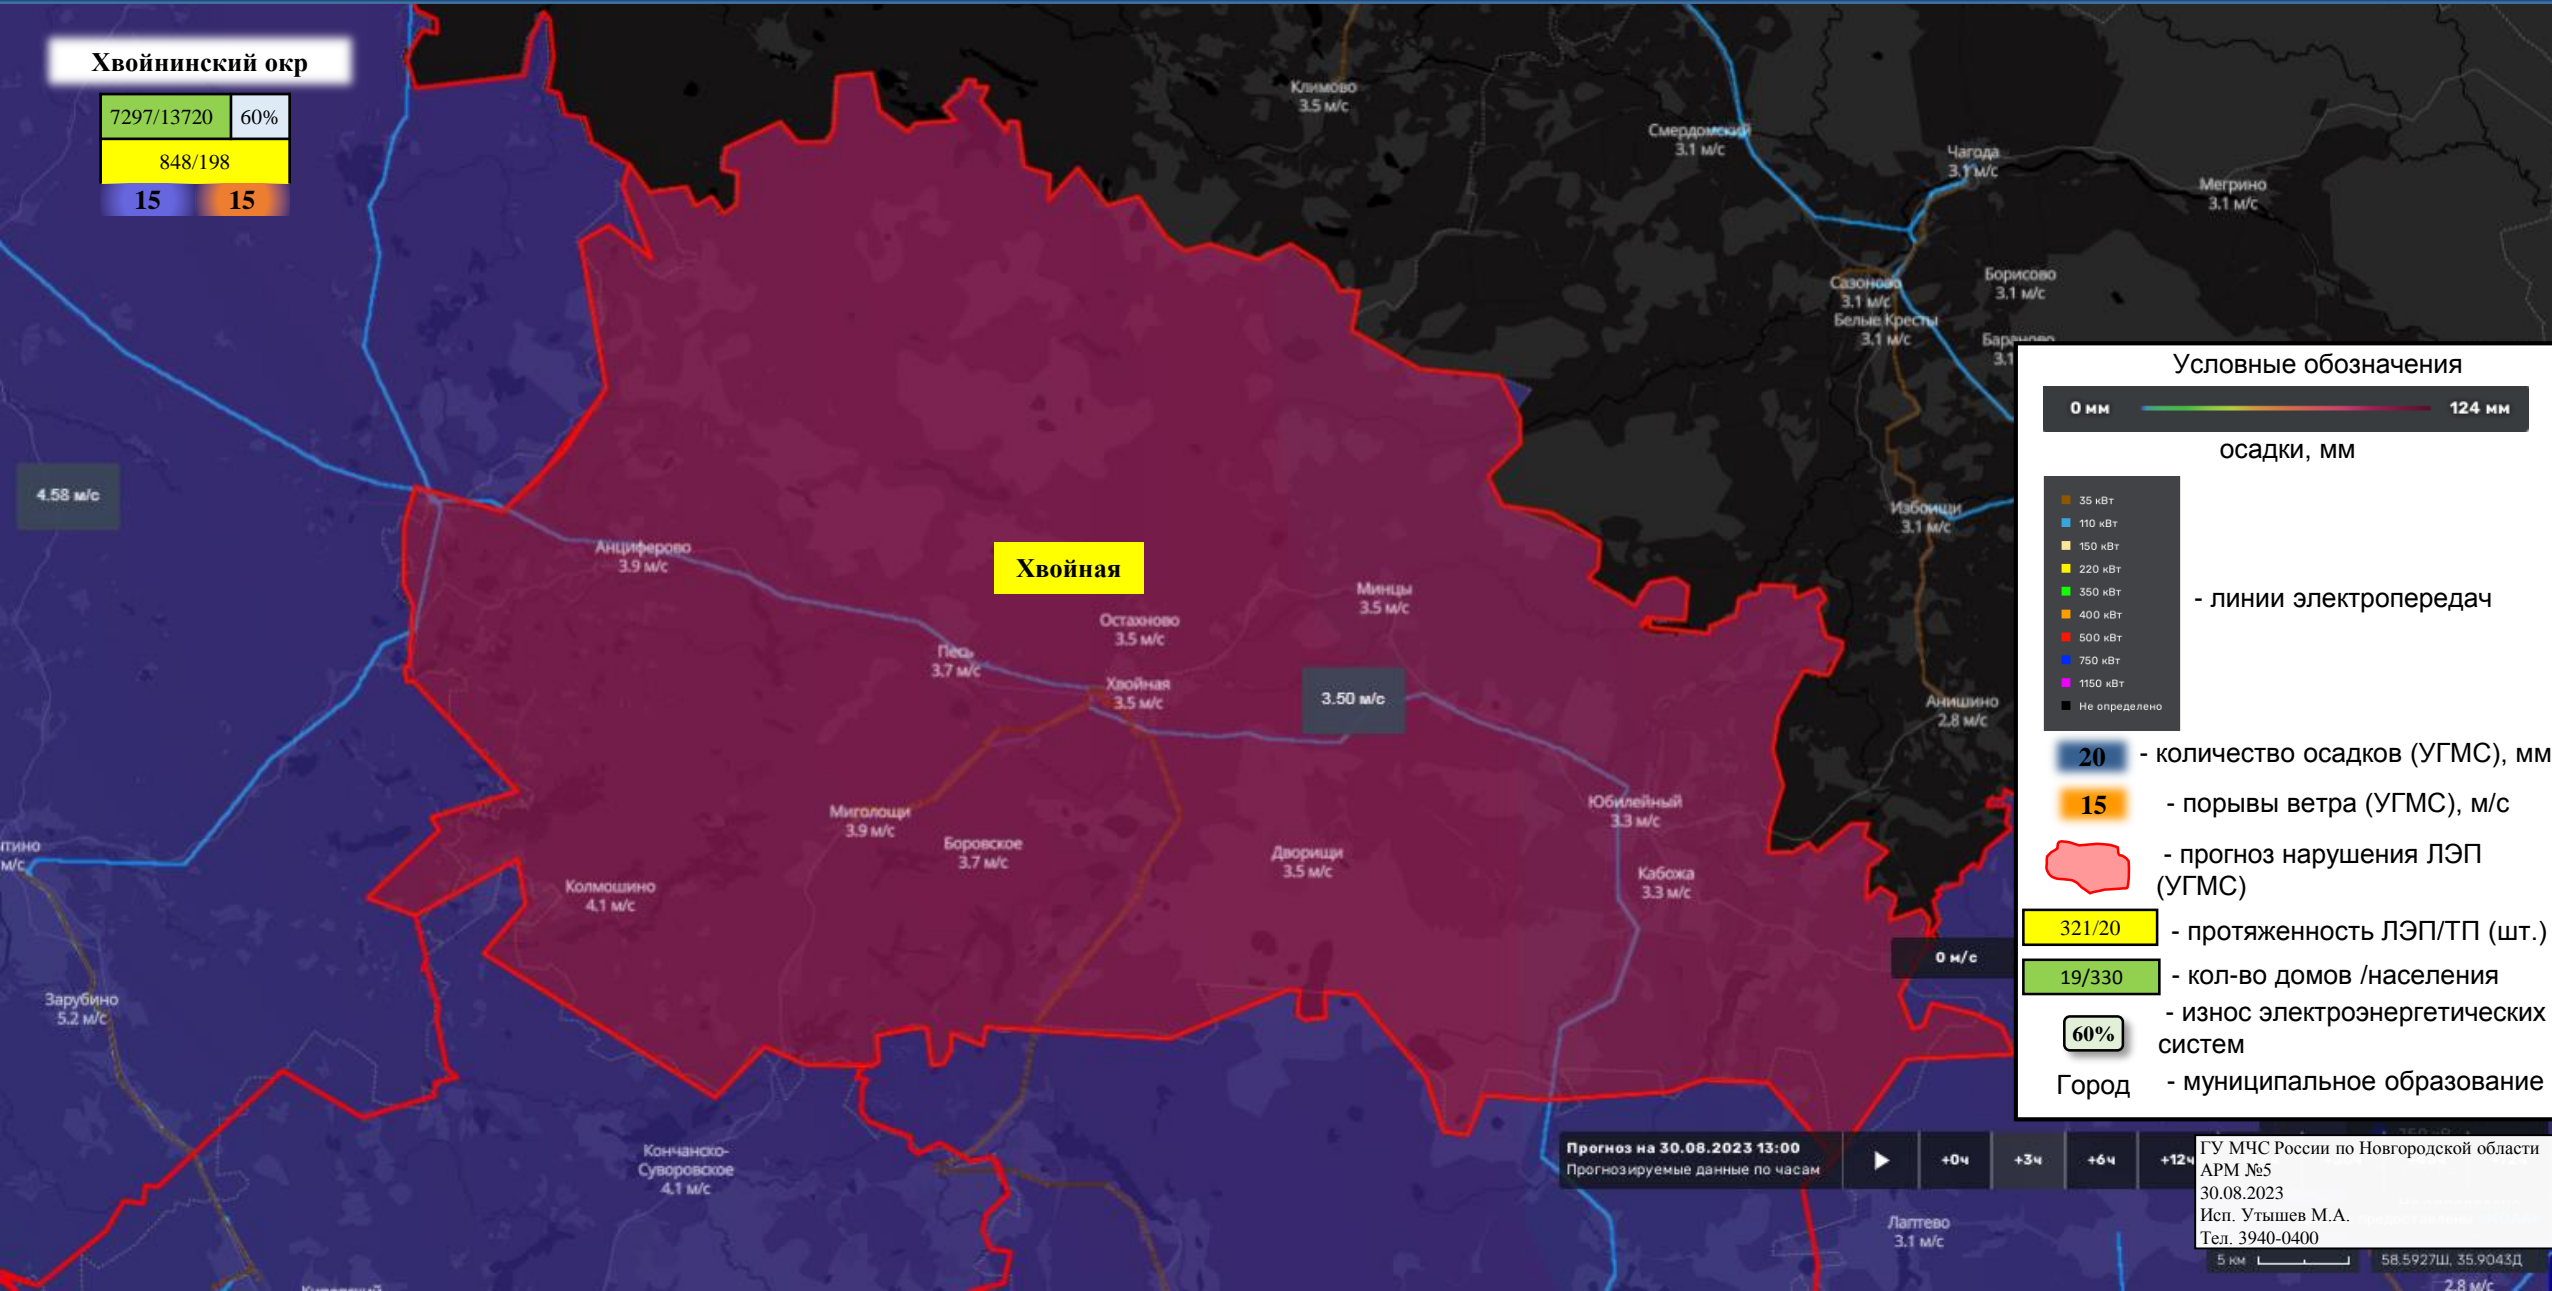 Хвойнинский окр
7297/13720 60%
848/198
15 15
Климово
3.5 м/с
Смердомский
3.1 м/с
Чагода
3.1 м/с
Мегрино
3.1 м/с
Сазоново
3.1 м/с
Белые Кресты
3.1 м/с
Борисово
3.1 м/с
4.58 м/с
Анциферово
3.9 м/с
Хвойная
Избоищи
3.1 м/с
Минцы
3.5 м/с
Остахново
3.5 м/с
Песь
3.7 м/с
Хвойная
3.5 м/с
3.50 м/с
Анишино
2.8 м/с
Миголощи
3.9 м/с
Боровское
3.7 м/с
Дворищи
3.5 м/с
Юбилейный
3.3 м/с
Кабожа
3.3 м/с
Колмошино
4.1 м/с
0 м/с
Зарубино
5.2 м/с
Кончанско-
Суворовское
4.1 м/с
Лаптево
3.1 м/с
Условные обозначения
0 мм 124 мм
осадки, мм
35 кВт
110 кВт
150 кВт
220 кВт
350 кВт
400 кВт
500 кВт
750 кВт
1150 кВт
Не определено
- линии электропередач
20 - количество осадков (УГМС), мм
15 - порывы ветра (УГМС), м/с
- прогноз нарушения ЛЭП
(УГМС)
321/20 - протяженность ЛЭП/ТП (шт.)
19/330 - кол-во домов /населения
60% - износ электроэнергетических
систем
Город - муниципальное образование
Прогноз на 30.08.2023 13:00
Прогнозируемые данные по часам
+0ч +3ч +6ч +12ч
ГУ МЧС России по Новгородской области
АРМ №5
30.08.2023
Исп. Утышев М.А.
Тел. 3940-0400
5 км
58.5927Ш, 35.9043Д
2.8 м/с